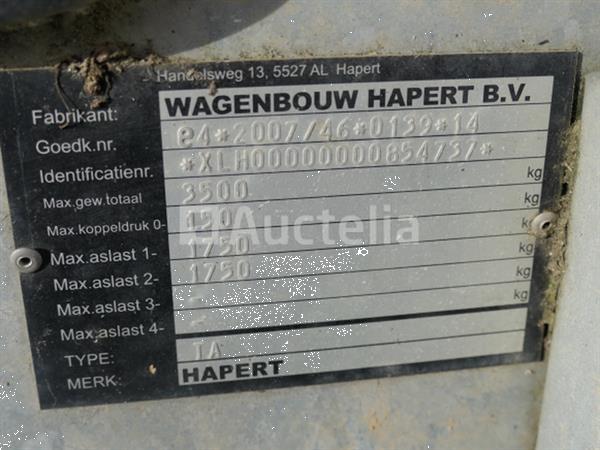 Handelsweg 13, 5527 AL Hapert
Fabrikant: WAGENBOUW HAPERT B.V.
Goedk.nr. e4*2007/46*0139*14
Identificatienr. *XLH00000000854737*
Max.gew.totaal 3500 kg
Max.koppeldruk 0- 150 kg
Max.aslast 1- 1750 kg
Max.aslast 2- 1750 kg
Max.aslast 3- - kg
Max.aslast 4- - kg
TYPE: TA
MERK: HAPERT
Auctelia